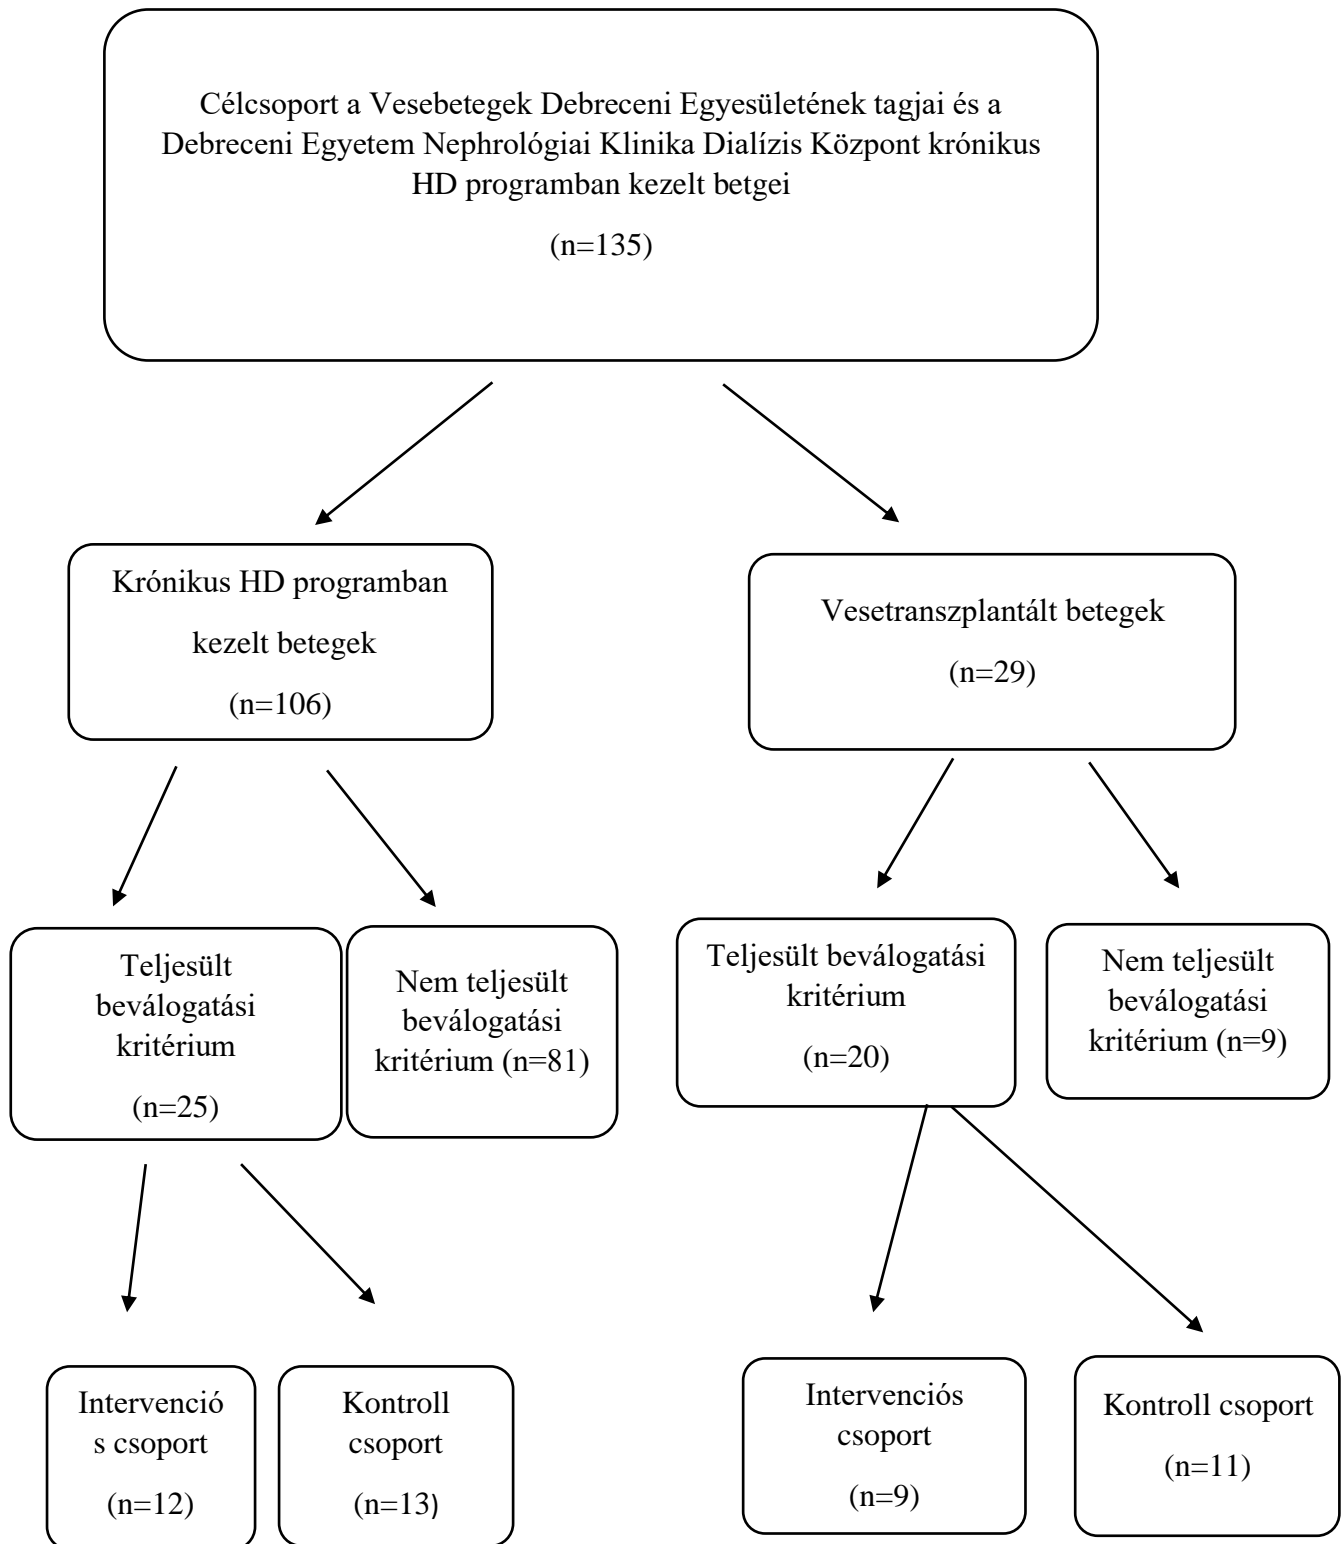 Célcsoport a Vesebetegek Debreceni Egyesületének tagjai és a
Debreceni Egyetem Nephrológiai Klinika Dialízis Központ krónikus
HD programban kezelt betgei
(n=135)
Krónikus HD programban
kezelt betegek
(n=106)
Vesetranszplantált betegek
(n=29)
Teljesült
beválogatási
kritérium
(n=25)
Nem teljesült
beválogatási
kritérium (n=81)
Teljesült beválogatási
kritérium
(n=20)
Nem teljesült
beválogatási
kritérium (n=9)
Intervenció
s csoport
(n=12)
Kontroll
csoport
(n=13)
Intervenciós
csoport
(n=9)
Kontroll csoport
(n=11)